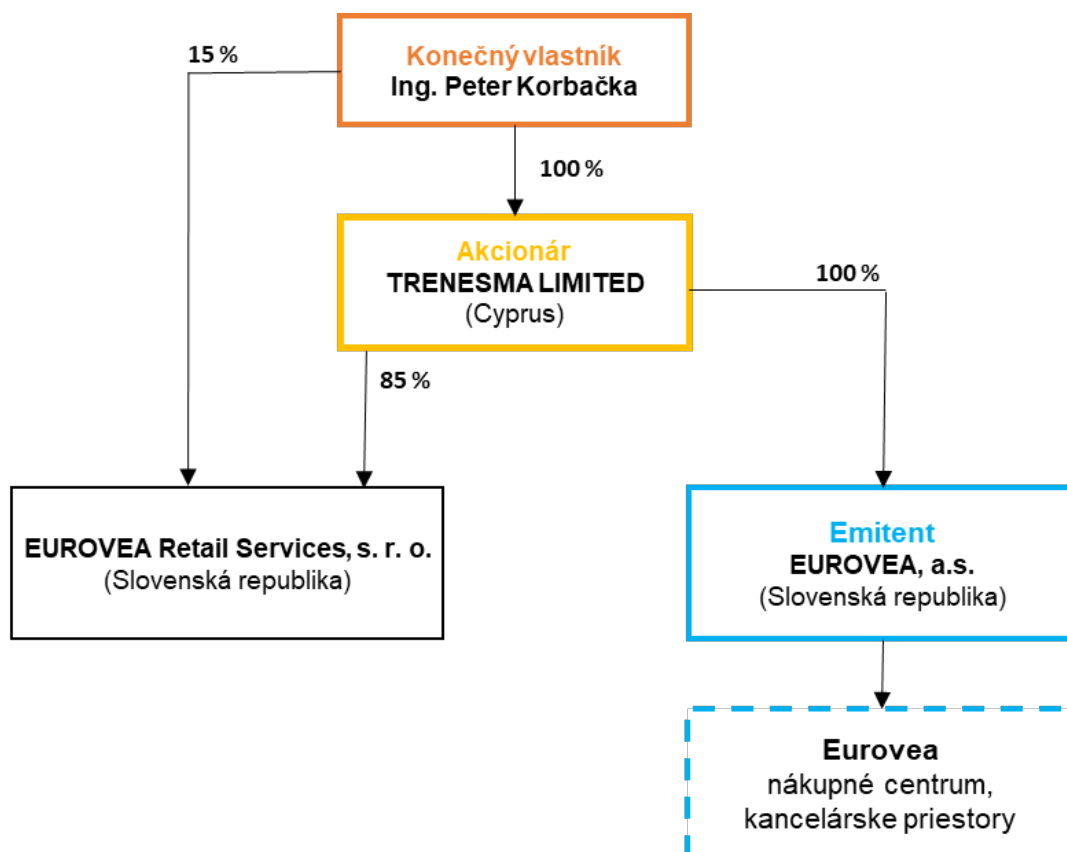 15 %
Konečný vlastník
Ing. Peter Korbačka
100 %
Akcionár
TRENESMA LIMITED
(Cyprus)
100 %
85 %
EUROVEA Retail Services, s. r. o.
(Slovenská republika)
Emitent
EUROVEA, a.s.
(Slovenská republika)
Eurovea
nákupné centrum,
kancelárske priestory